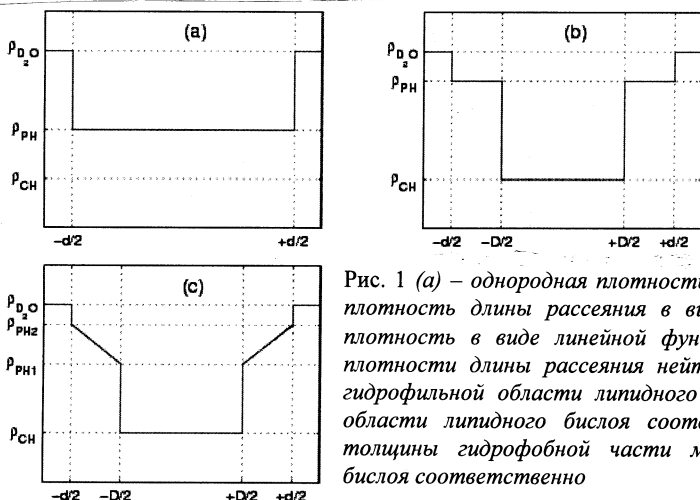 (a)
ρD₂O
ρPH
ρCH
-d/2 +d/2
(b)
ρD₂O
ρPH
ρCH
-d/2 -D/2 +D/2 +d/2
(c)
ρD₂O
ρPH2
ρPH1
ρCH
-d/2 -D/2 +D/2 +d/2
Рис. 1 (а) – однородная плотность
плотность длины рассеяния в ви
плотность в виде линейной фун
плотности длины рассеяния нейт
гидрофильной области липидного
области липидного бислоя соот
толщины гидрофобной части м
бислоя соответственно